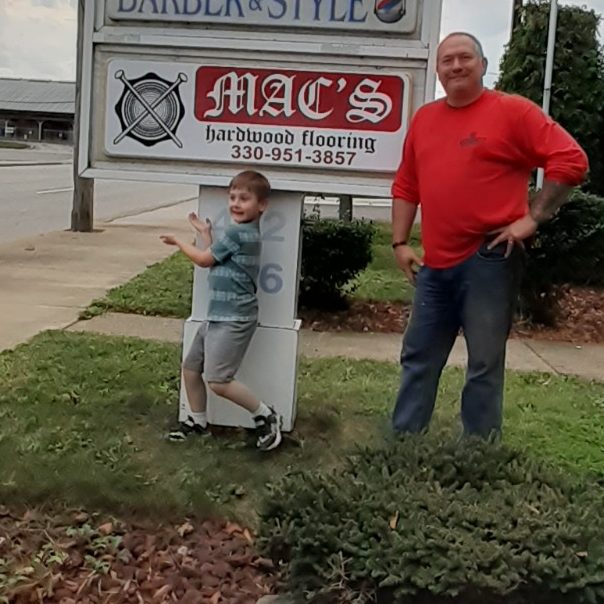 BARBER & STYLE
MAC'S
hardwood flooring
330-951-3857